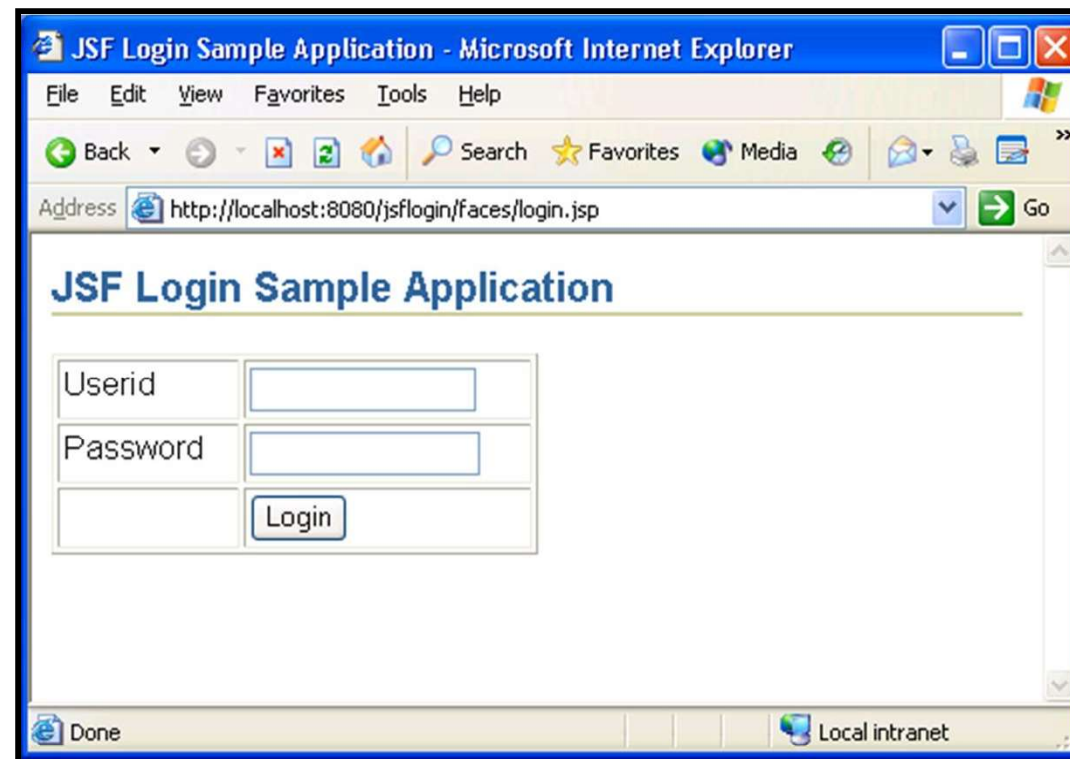 JSF Login Sample Application - Microsoft Internet Explorer
File Edit View Favorites Tools Help
Back Search Favorites Media »
Address http://localhost:8080/jsflogin/faces/login.jsp Go
JSF Login Sample Application
Userid
Password
Login
Done Local intranet